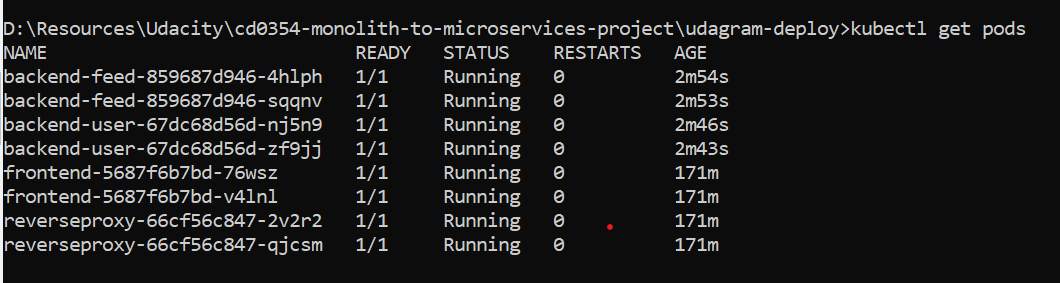 D:\Resources\Udacity\cd0354-monolith-to-microservices-project\udagram-deploy>kubectl get pods
NAME READY STATUS RESTARTS AGE
backend-feed-859687d946-4hlph 1/1 Running 0 2m54s
backend-feed-859687d946-sqqnv 1/1 Running 0 2m53s
backend-user-67dc68d56d-nj5n9 1/1 Running 0 2m46s
backend-user-67dc68d56d-zf9jj 1/1 Running 0 2m43s
frontend-5687f6b7bd-76wsz 1/1 Running 0 171m
frontend-5687f6b7bd-v4lnl 1/1 Running 0 171m
reverseproxy-66cf56c847-2v2r2 1/1 Running 0 171m
reverseproxy-66cf56c847-qjcsm 1/1 Running 0 171m